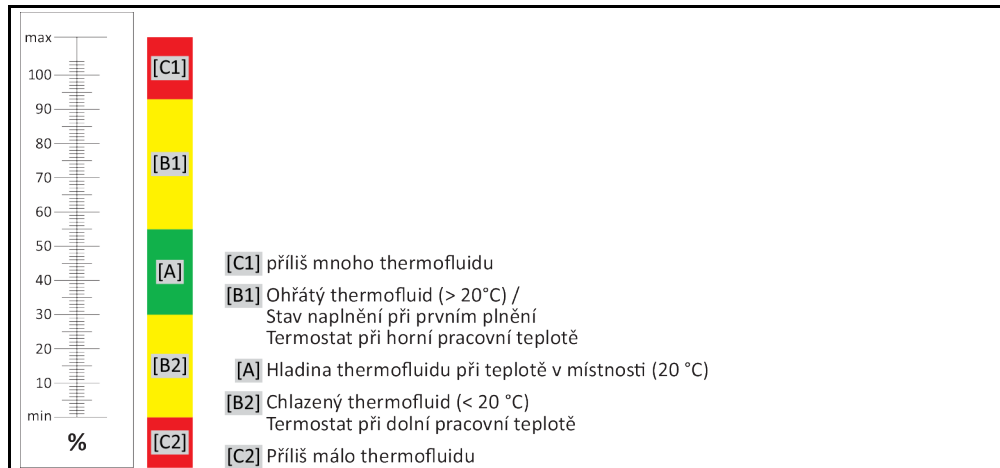 max
100
90
80
70
60
50
40
30
20
10
min
%
[C1]
[B1]
[A]
[B2]
[C2]
[C1] příliš mnoho thermofluidu
[B1] Ohřátý thermofluid (> 20°C) /
Stav naplnění při prvním plnění
Termostat při horní pracovní teplotě
[A] Hladina thermofluidu při teplotě v místnosti (20 °C)
[B2] Chlazený thermofluid (< 20 °C)
Termostat při dolní pracovní teplotě
[C2] Příliš málo thermofluidu